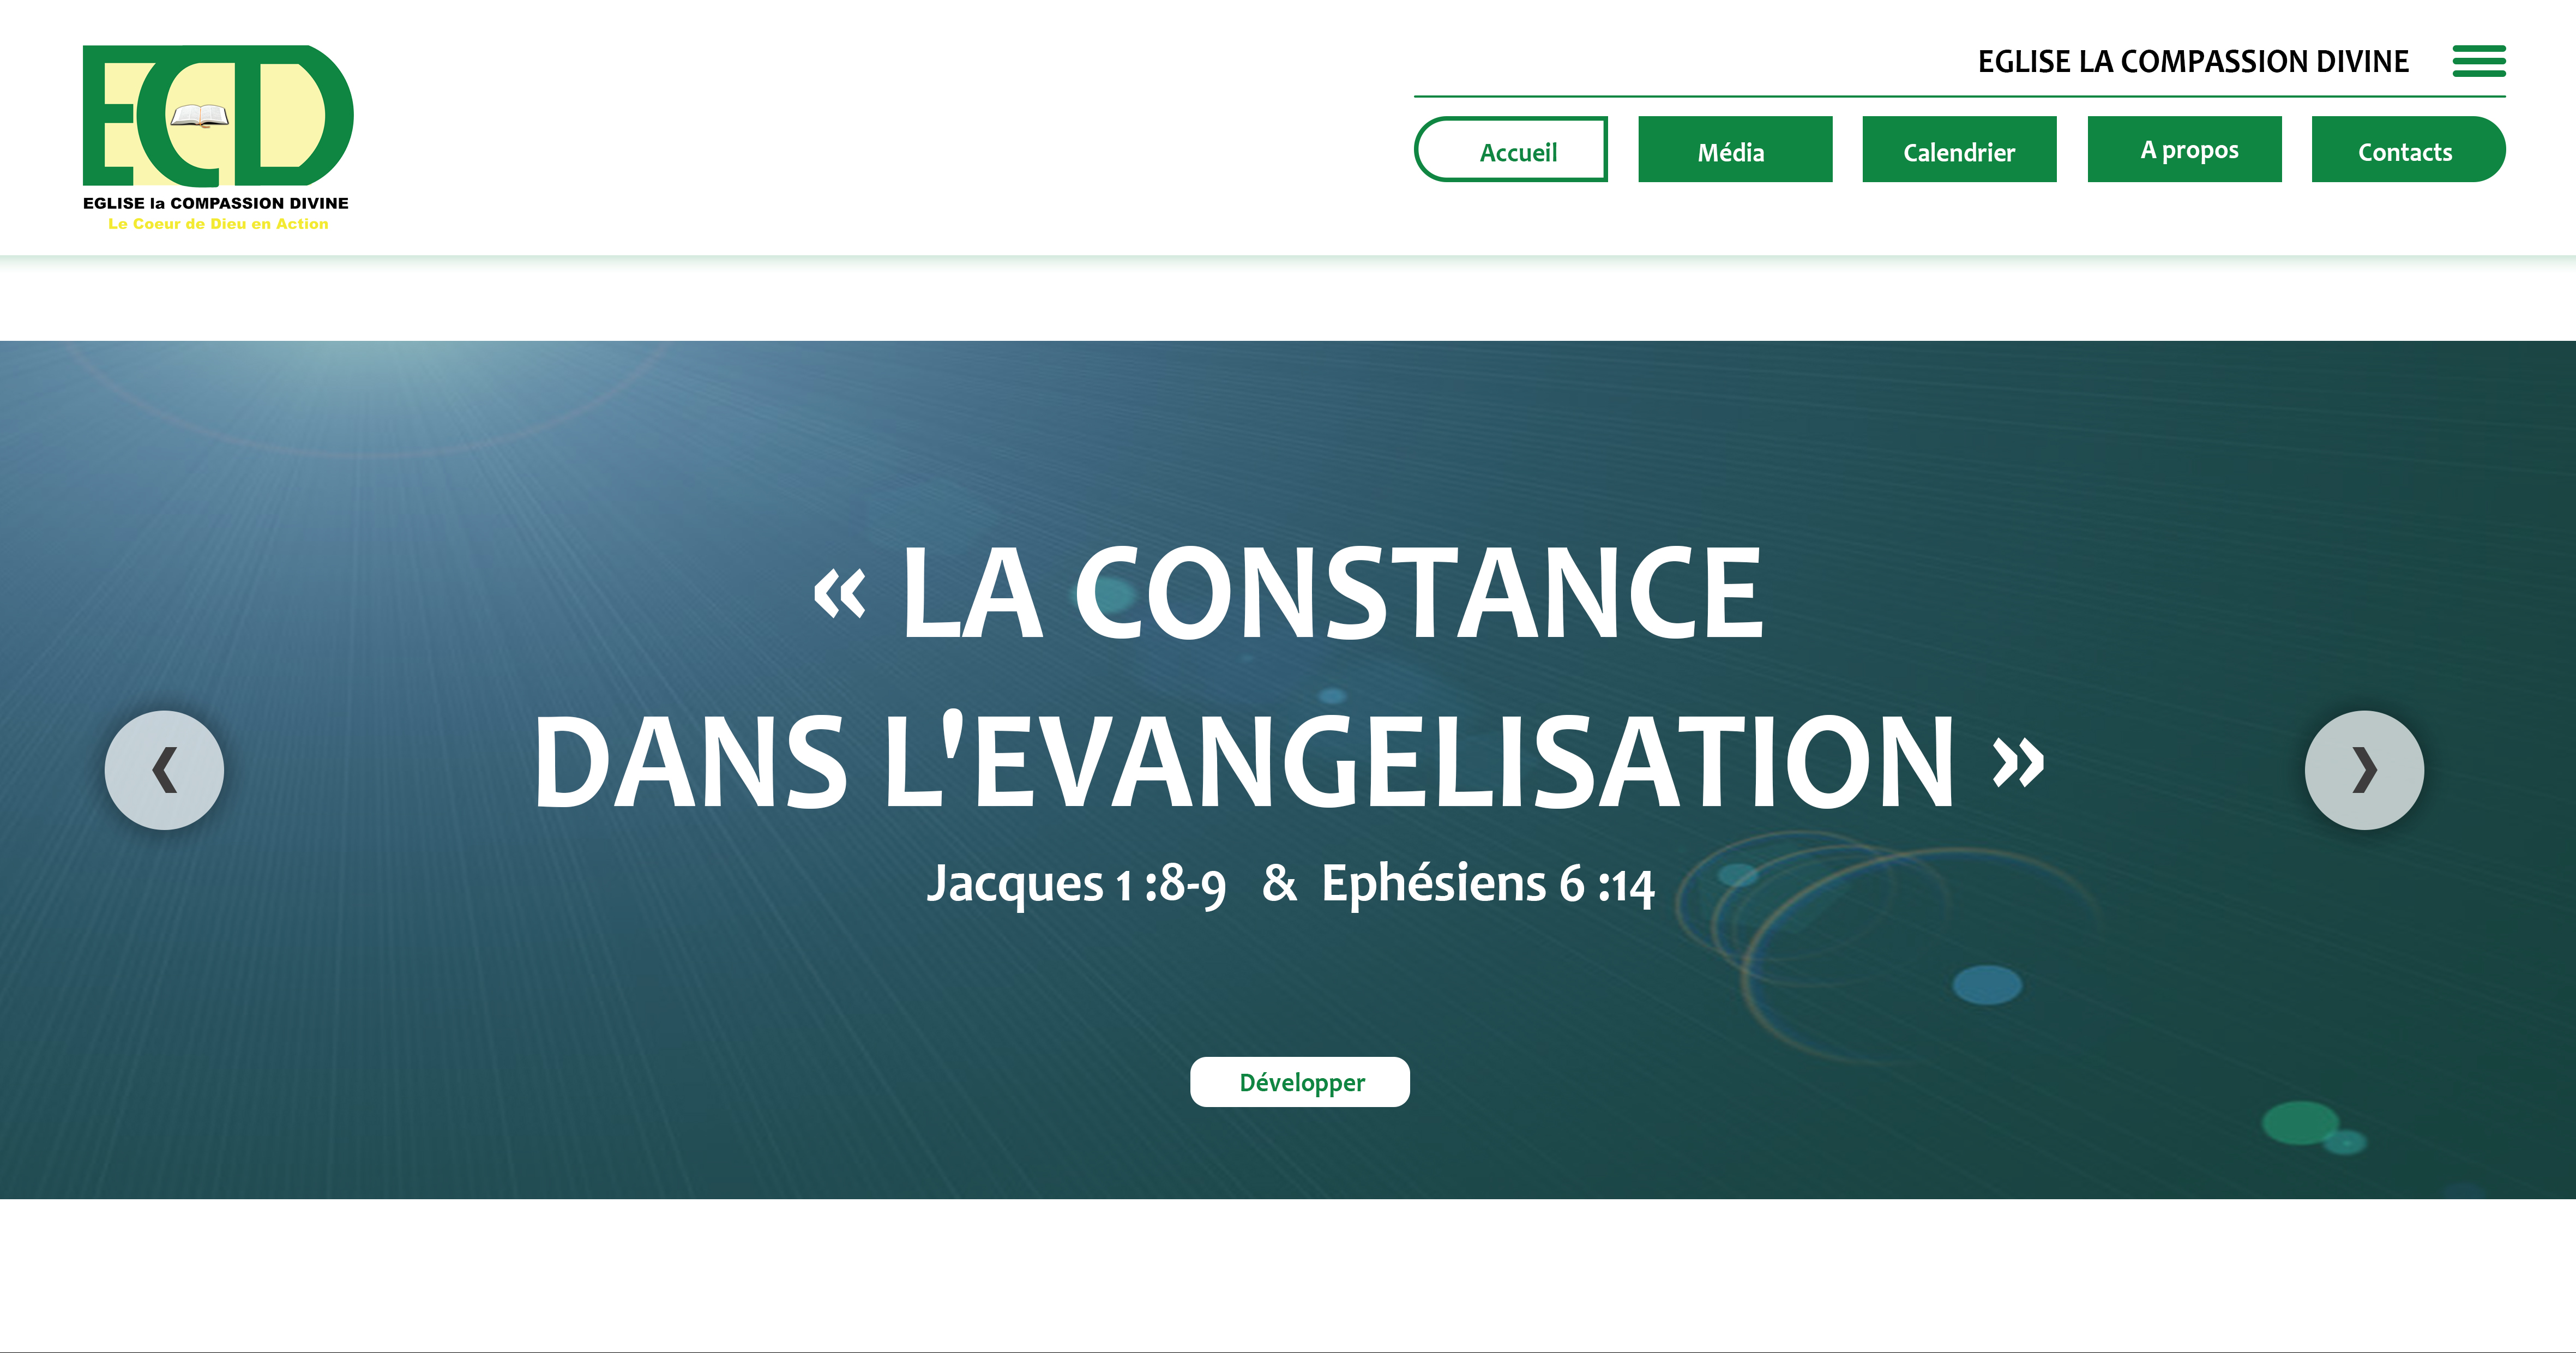 ECD
EGLISE la COMPASSION DIVINE
Le Coeur de Dieu en Action
EGLISE LA COMPASSION DIVINE
Accueil Média Calendrier A propos Contacts
« LA CONSTANCE
DANS L'EVANGELISATION »
Jacques 1 :8-9 & Ephésiens 6 :14
Développer